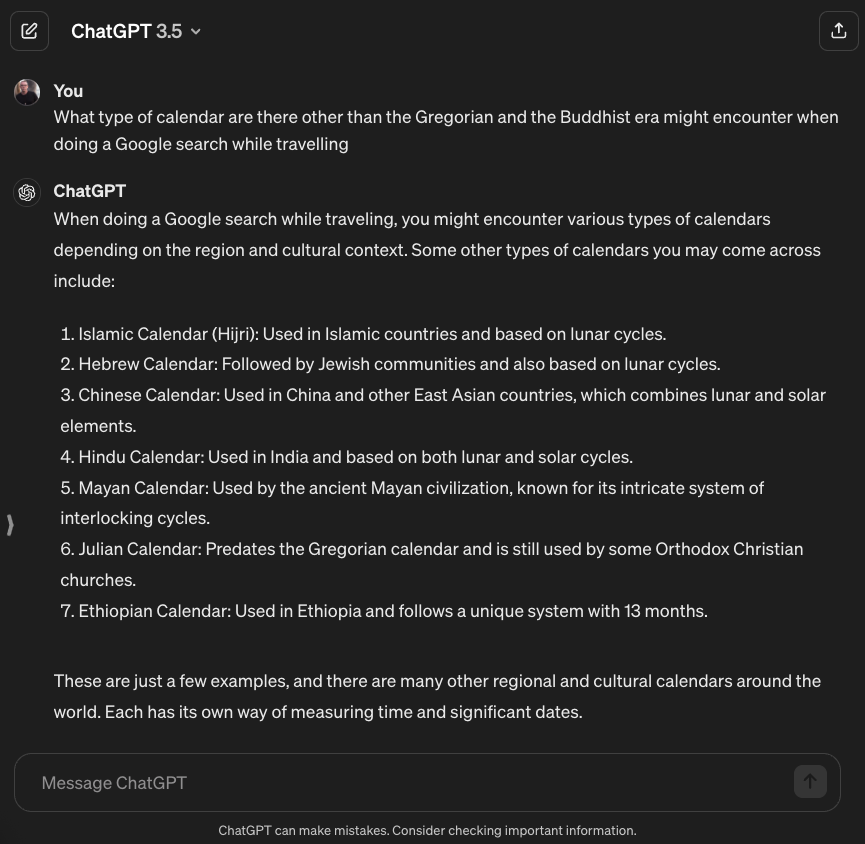 ChatGPT 3.5
You
What type of calendar are there other than the Gregorian and the Buddhist era might encounter when
doing a Google search while travelling
ChatGPT
When doing a Google search while traveling, you might encounter various types of calendars
depending on the region and cultural context. Some other types of calendars you may come across
include:
1. Islamic Calendar (Hijri): Used in Islamic countries and based on lunar cycles.
2. Hebrew Calendar: Followed by Jewish communities and also based on lunar cycles.
3. Chinese Calendar: Used in China and other East Asian countries, which combines lunar and solar
elements.
4. Hindu Calendar: Used in India and based on both lunar and solar cycles.
5. Mayan Calendar: Used by the ancient Mayan civilization, known for its intricate system of
interlocking cycles.
6. Julian Calendar: Predates the Gregorian calendar and is still used by some Orthodox Christian
churches.
7. Ethiopian Calendar: Used in Ethiopia and follows a unique system with 13 months.
These are just a few examples, and there are many other regional and cultural calendars around the
world. Each has its own way of measuring time and significant dates.
Message ChatGPT
ChatGPT can make mistakes. Consider checking important information.